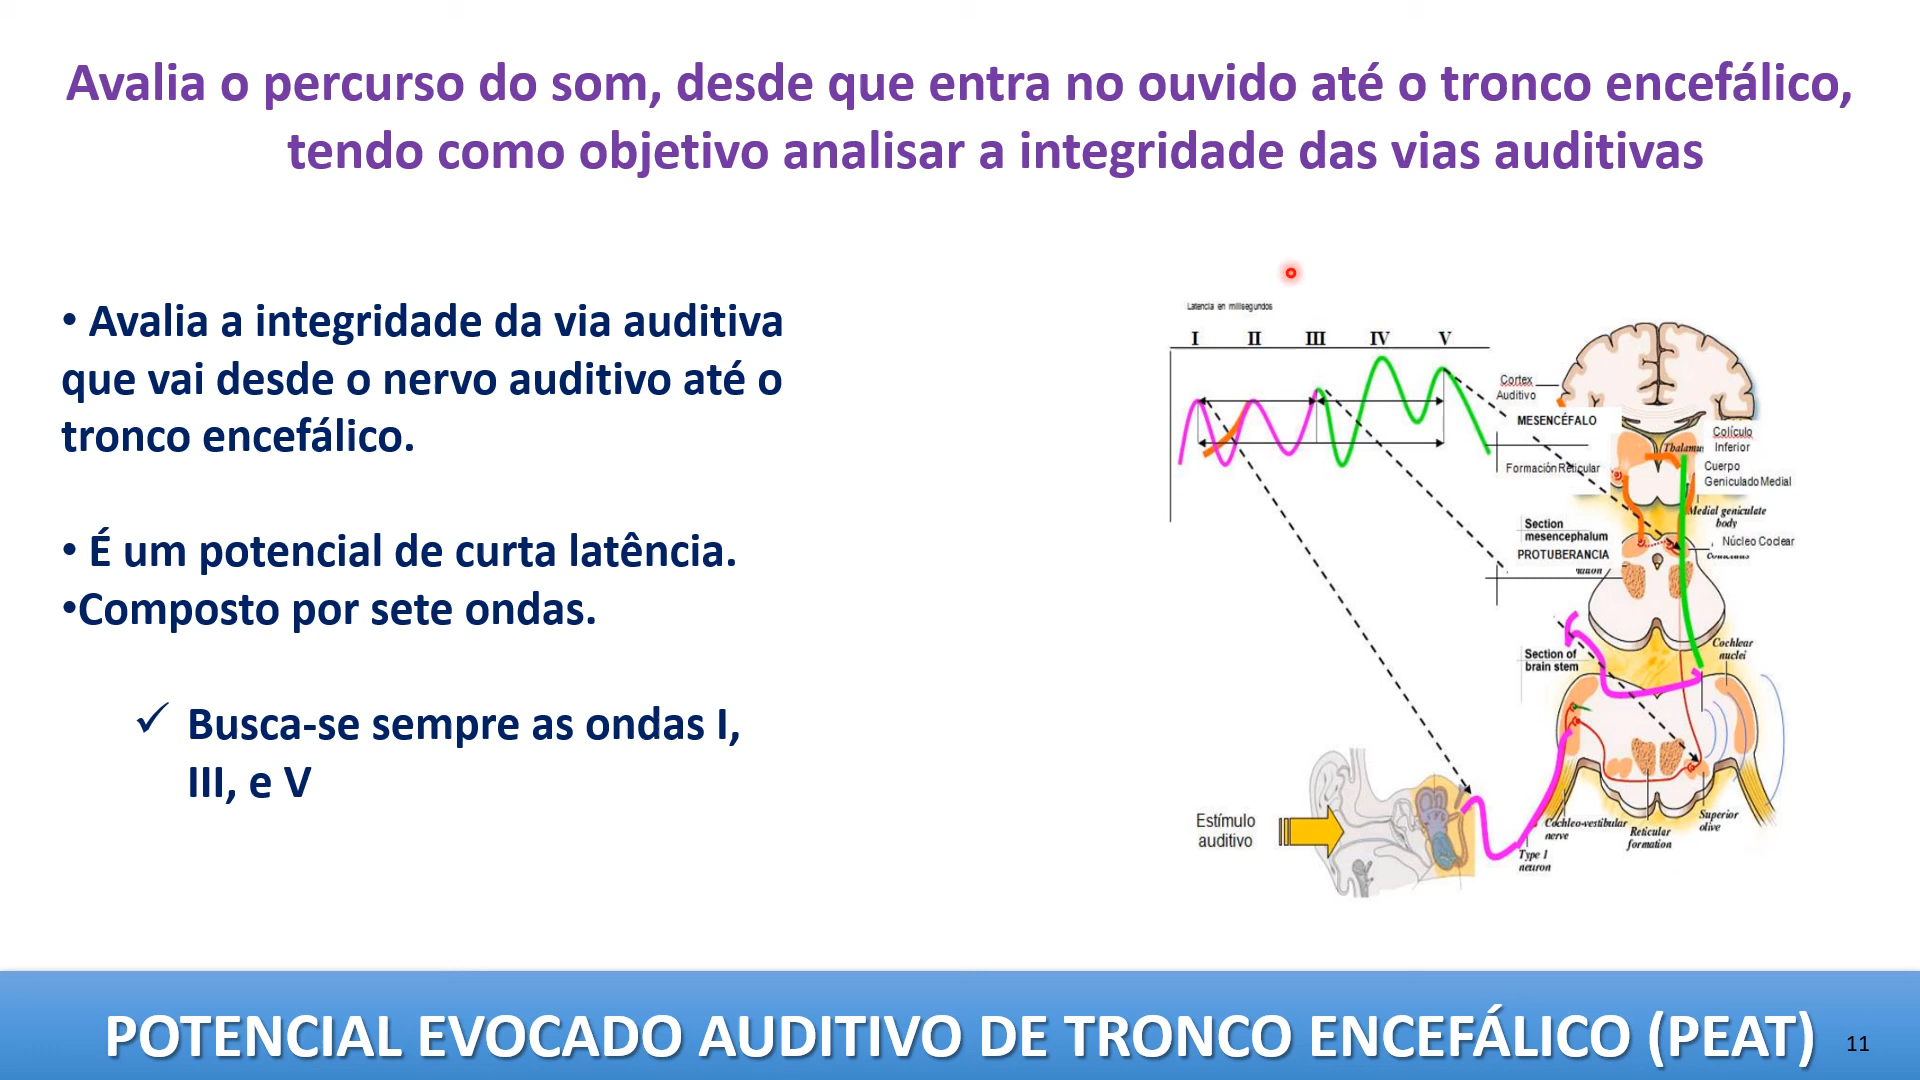 Avalia o percurso do som, desde que entra no ouvido até o tronco encefálico,
tendo como objetivo analisar a integridade das vias auditivas
• Avalia a integridade da via auditiva
que vai desde o nervo auditivo até o
tronco encefálico.
• É um potencial de curta latência.
•Composto por sete ondas.
✓ Busca-se sempre as ondas I,
III, e V
Latencia en milisegundos
I II III IV V
Cortex
Auditivo
MESENCÉFALO
Colículo
Inferior
Thalamus
Formación Reticular
Cuerpo
Geniculado Medial
Medial geniculate
body
Section
mesencephalum
PROTUBERANCIA
Núcleo Coclear
Section of
brain stem
Cochlear
nuclei
Estímulo
auditivo
Cochleo-vestibular
nerve
Reticular
formation
Superior
olive
Type 1
neuron
POTENCIAL EVOCADO AUDITIVO DE TRONCO ENCEFÁLICO (PEAT)
11